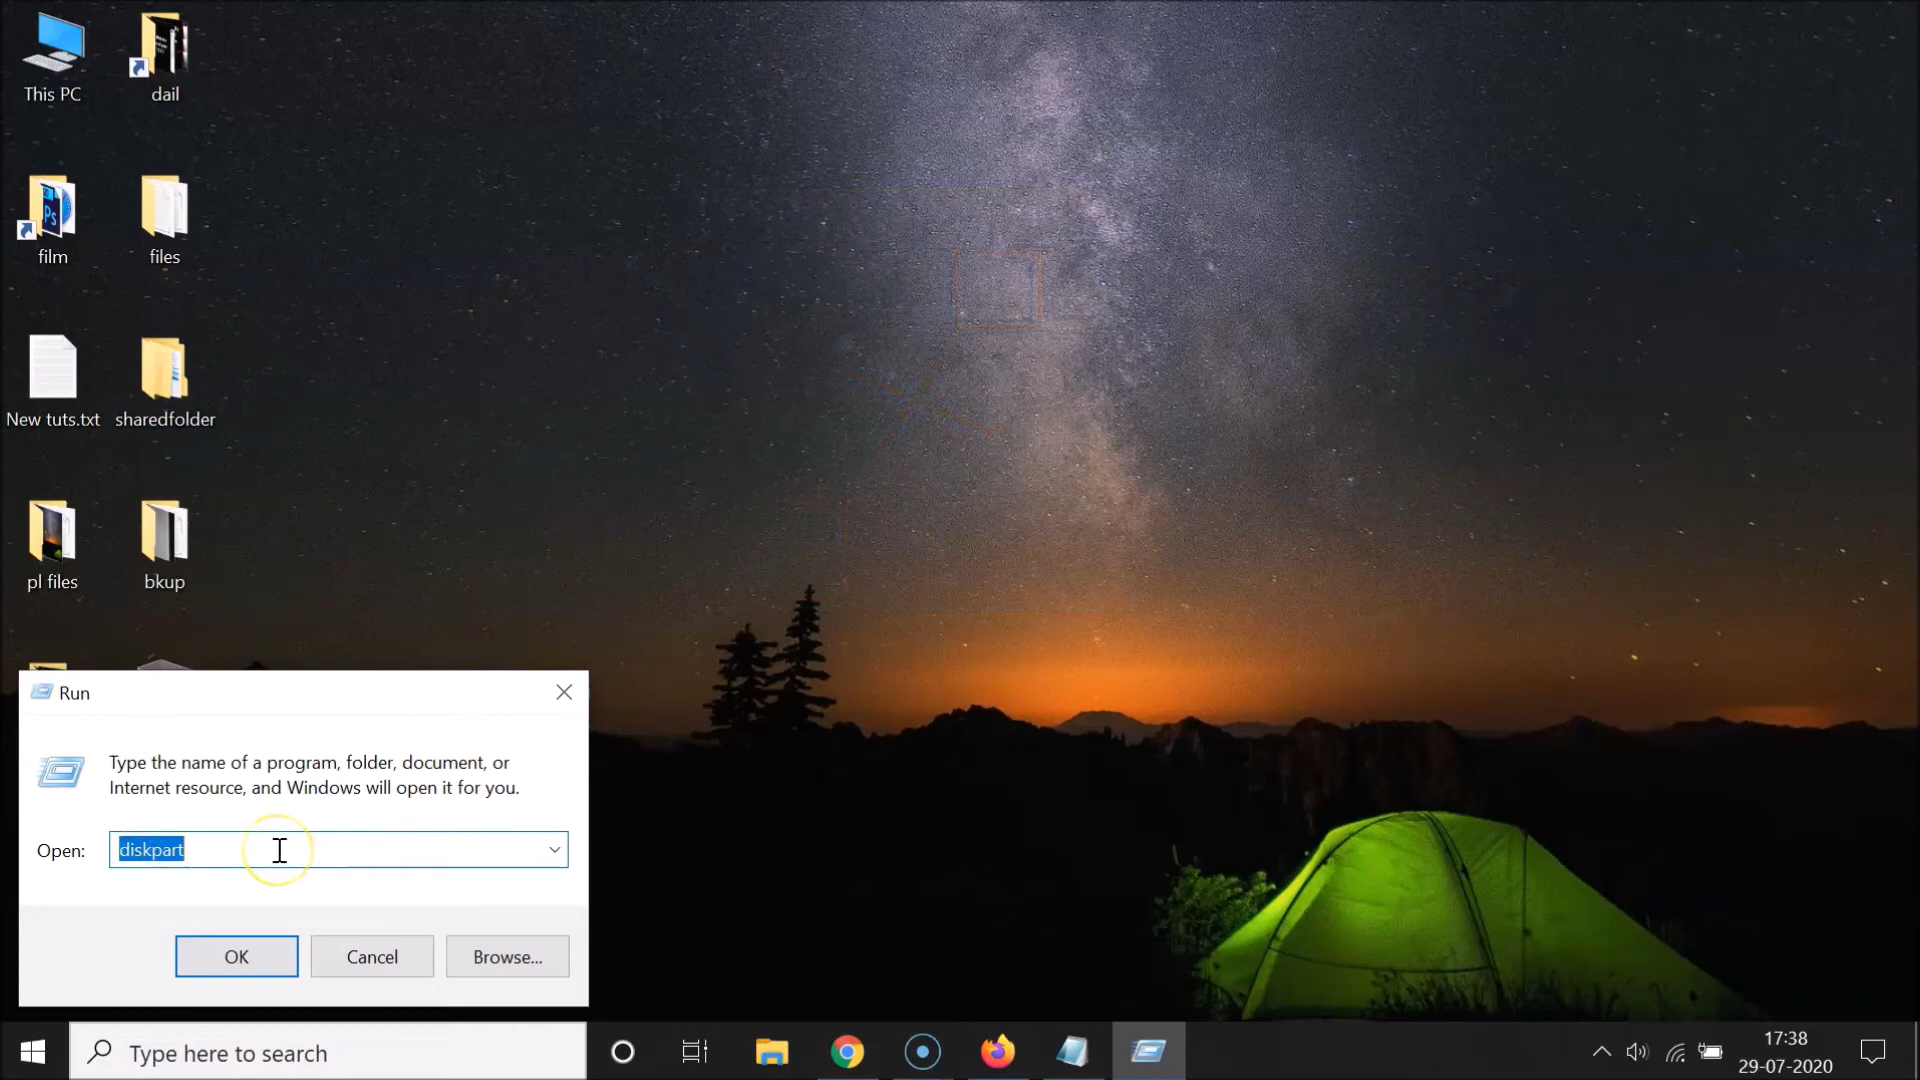 This PC
dail
film
files
New tuts.txt
sharedfolder
pl files
bkup
Ps
Run
Type the name of a program, folder, document, or
Internet resource, and Windows will open it for you.
Open:
diskpart
OK
Cancel
Browse...
Type here to search
17:38
29-07-2020